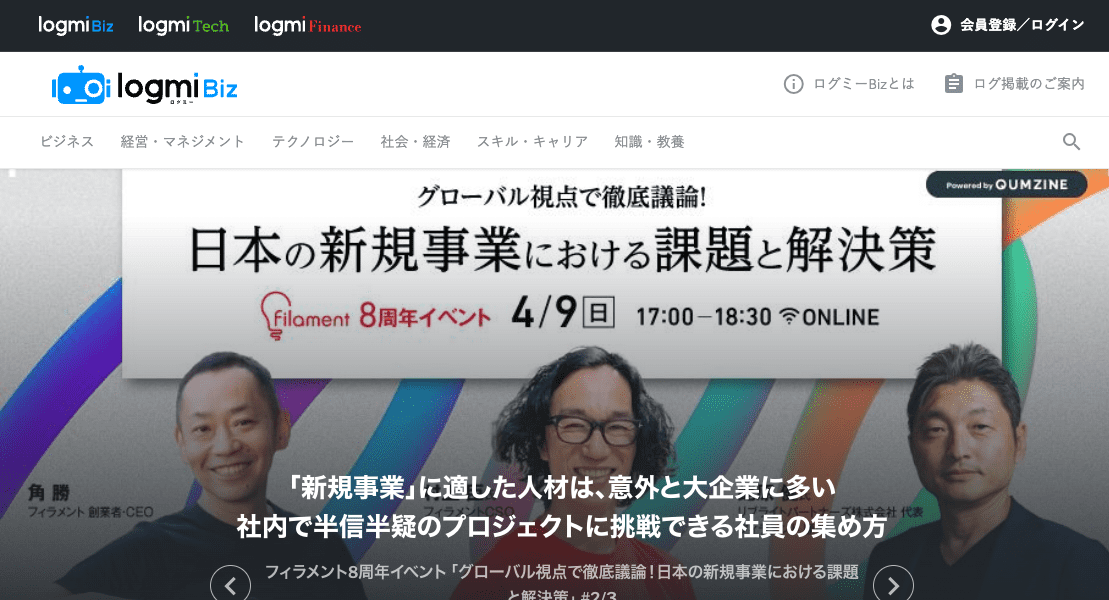 logmi Biz logmi Tech logmi Finance 会員登録／ログイン
logmi Biz ログミーBizとは ログ掲載のご案内
ログミー
ビジネス 経営・マネジメント テクノロジー 社会・経済 スキル・キャリア 知識・教養
Powered by QUMZINE
グローバル視点で徹底議論!
日本の新規事業における課題と解決策
Filament 8周年イベント 4/9日 17:00–18:30 ONLINE
角 勝
フィラメント 創業者・CEO
フィラメントCSO
リブライトパートナーズ株式会社 代表
「新規事業」に適した人材は、意外と大企業に多い
社内で半信半疑のプロジェクトに挑戦できる社員の集め方
フィラメント8周年イベント「グローバル視点で徹底議論！日本の新規事業における課題
と解決策」 #2/3